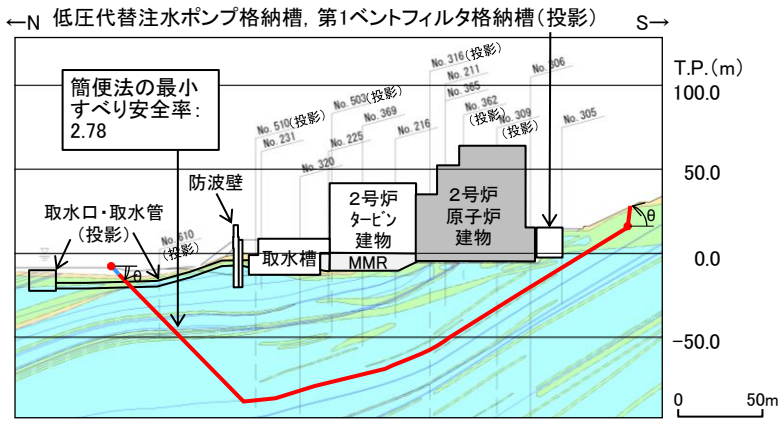 ←N 低圧代替注水ポンプ格納槽，第1ベントフィルタ格納槽(投影) S→
T.P.(m)
簡便法の最小
すべり安全率：
2.78
No. 316(投影)
No. 211
No. 365
No. 362
(投影)
No. 306
No. 309
(投影)
No. 305
No. 503(投影)
No. 369
No. 216
No. 510(投影)
No. 231
No. 225
No. 320
100.0
50.0
0.0
-50.0
防波壁
取水口・取水管
(投影)
No. 610
(投影)
θ
取水槽
2号炉
タービン
建物
MMR
2号炉
原子炉
建物
θ
0 50m